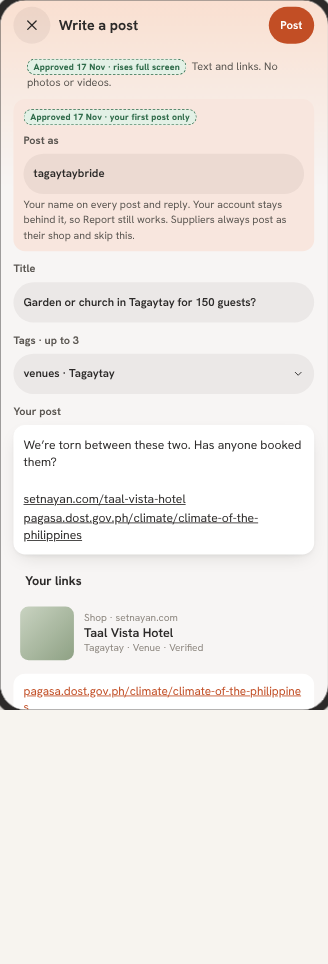 Write a post
Post
Approved 17 Nov · rises full screen Text and links. No
photos or videos.
Approved 17 Nov · your first post only
Post as
tagaytaybride
Your name on every post and reply. Your account stays
behind it, so Report still works. Suppliers always post as
their shop and skip this.
Title
Garden or church in Tagaytay for 150 guests?
Tags · up to 3
venues · Tagaytay
Your post
We’re torn between these two. Has anyone booked
them?
setnayan.com/taal-vista-hotel
pagasa.dost.gov.ph/climate/climate-of-the-
philippines
Your links
Shop · setnayan.com
Taal Vista Hotel
Tagaytay · Venue · Verified
pagasa.dost.gov.ph/climate/climate-of-the-philippine
s